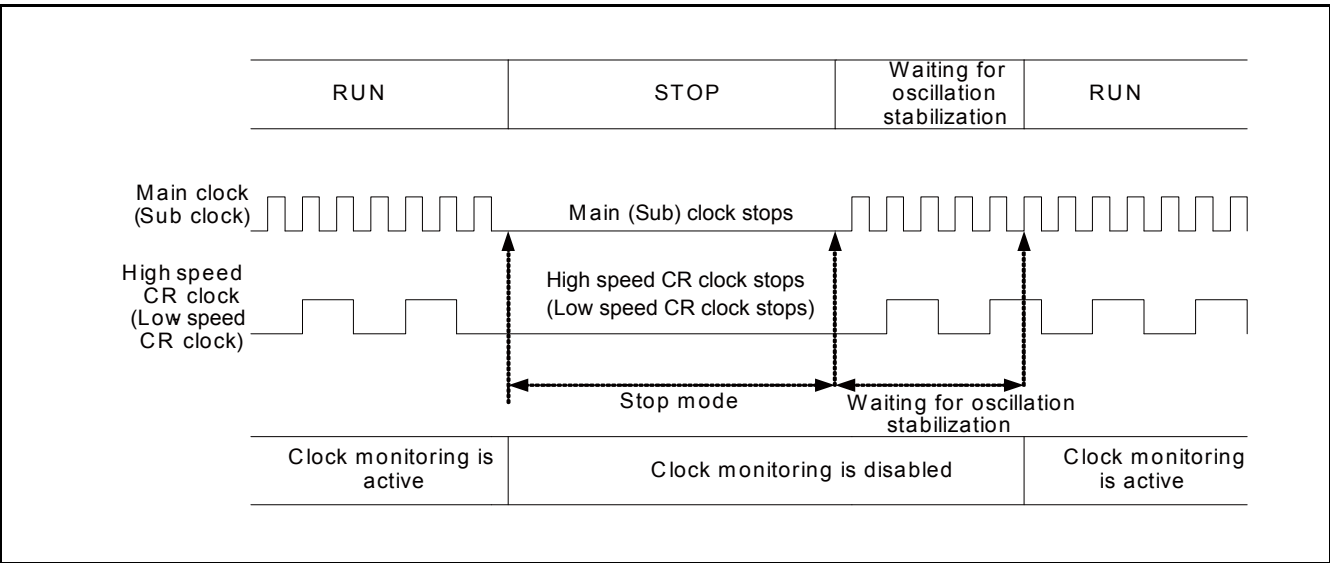 RUN
STOP
Waiting for
oscillation
stabilization
RUN
Main clock
(Sub clock)
Main (Sub) clock stops
High speed
CR clock
(Low speed
CR clock)
High speed CR clock stops
(Low speed CR clock stops)
Stop mode
Waiting for oscillation
stabilization
Clock monitoring is
active
Clock monitoring is disabled
Clock monitoring
is active